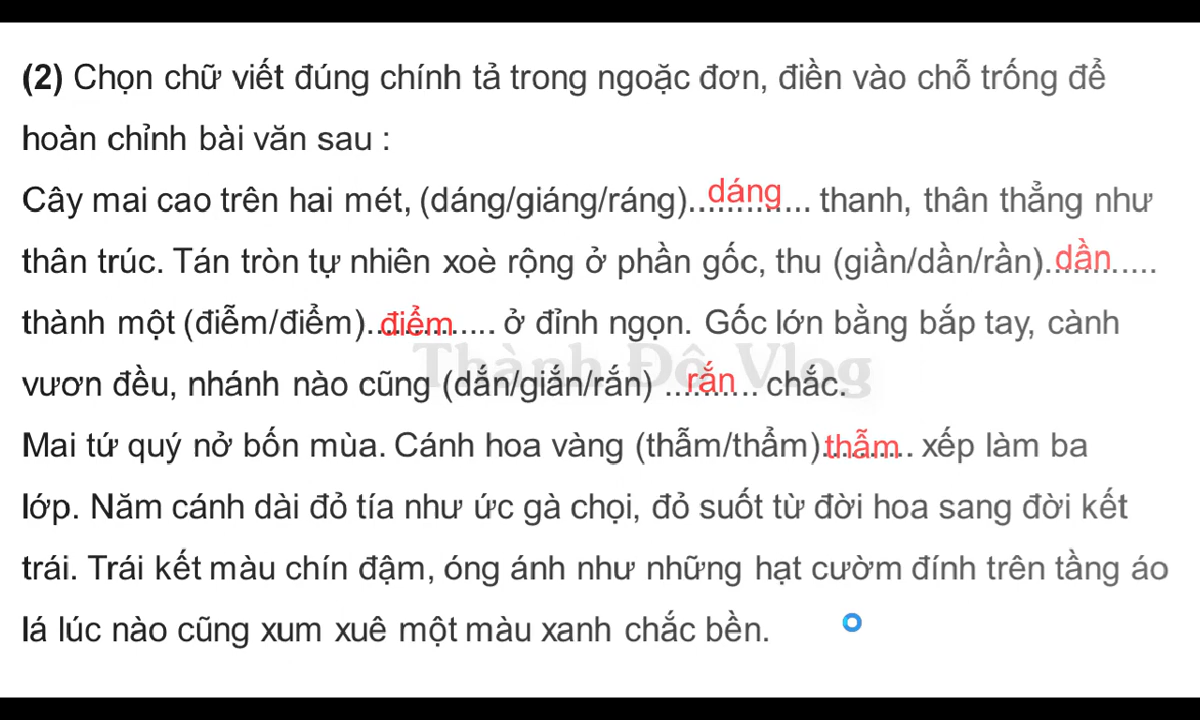 (2) Chọn chữ viết đúng chính tả trong ngoặc đơn, điền vào chỗ trống để
hoàn chỉnh bài văn sau :
Cây mai cao trên hai mét, (dáng/giáng/ráng)..dáng... thanh, thân thẳng như
thân trúc. Tán tròn tự nhiên xoè rộng ở phần gốc, thu (giần/dần/rần)..dần....
thành một (điễm/điểm)..điểm.... ở đỉnh ngọn. Gốc lớn bằng bắp tay, cành
vươn đều, nhánh nào cũng (dắn/giắn/rắn) ...rắn... chắc.
Mai tứ quý nở bốn mùa. Cánh hoa vàng (thẫm/thẩm).thẫm.. xếp làm ba
lớp. Năm cánh dài đỏ tía như ức gà chọi, đỏ suốt từ đời hoa sang đời kết
trái. Trái kết màu chín đậm, óng ánh như những hạt cườm đính trên tầng áo
lá lúc nào cũng xum xuê một màu xanh chắc bền.
Thành Đô Vlog